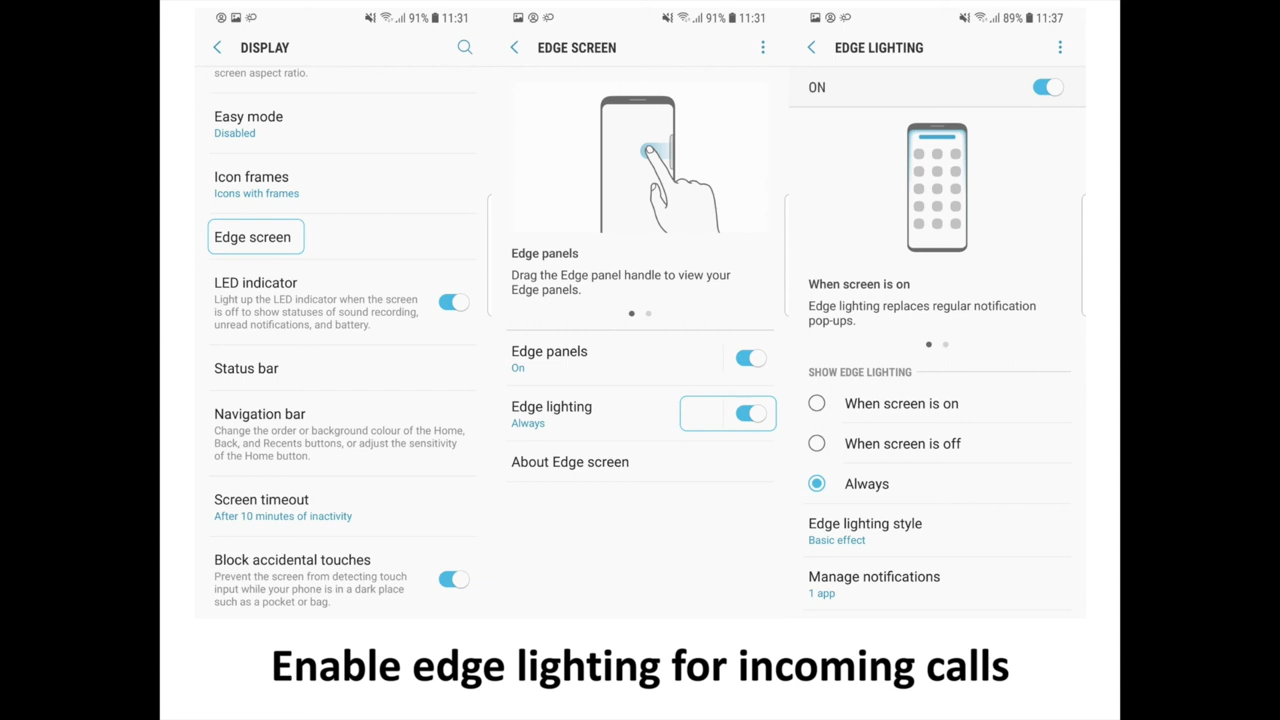 91% 11:31
DISPLAY
screen aspect ratio.
Easy mode
Disabled
Icon frames
Icons with frames
Edge screen
LED indicator
Light up the LED indicator when the screen
is off to show statuses of sound recording,
unread notifications, and battery.
Status bar
Navigation bar
Change the order or background colour of the Home,
Back, and Recents buttons, or adjust the sensitivity
of the Home button.
Screen timeout
After 10 minutes of inactivity
Block accidental touches
Prevent the screen from detecting touch
input while your phone is in a dark place
such as a pocket or bag.
91% 11:31
EDGE SCREEN
Edge panels
Drag the Edge panel handle to view your
Edge panels.
Edge panels
On
Edge lighting
Always
About Edge screen
89% 11:37
EDGE LIGHTING
ON
When screen is on
Edge lighting replaces regular notification
pop-ups.
SHOW EDGE LIGHTING
When screen is on
When screen is off
Always
Edge lighting style
Basic effect
Manage notifications
1 app
Enable edge lighting for incoming calls